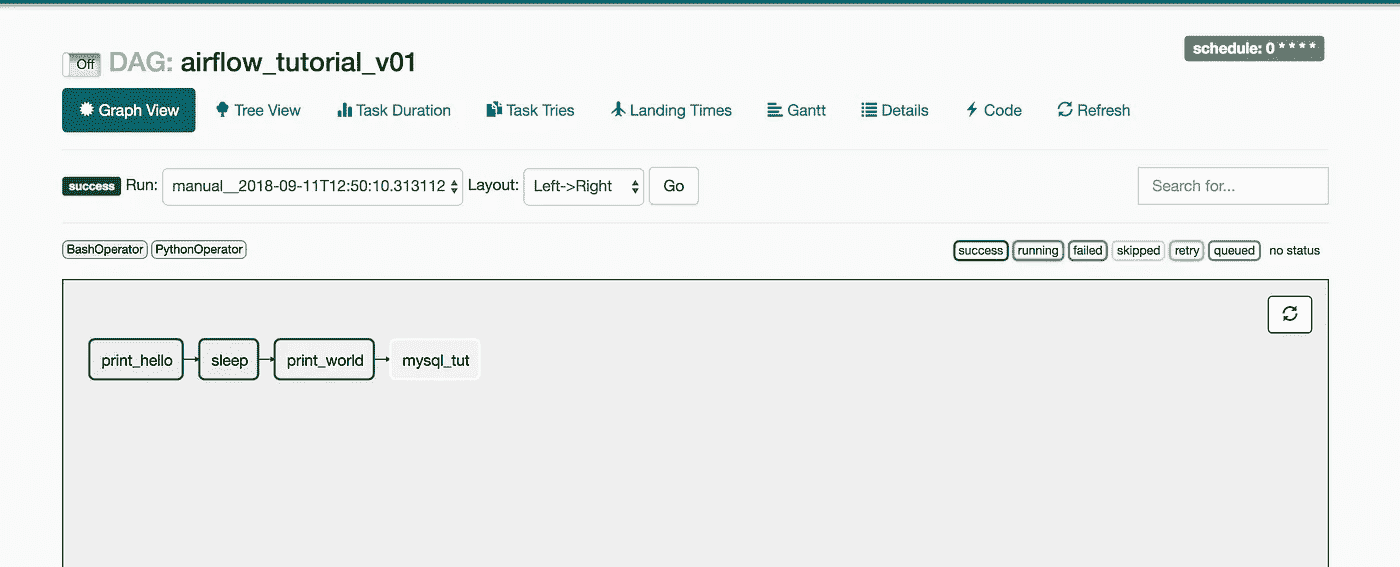 Off DAG: airflow_tutorial_v01
schedule: 0 * * * *
Graph View Tree View Task Duration Task Tries Landing Times Gantt Details Code Refresh
success Run: manual__2018-09-11T12:50:10.313112 Layout: Left->Right Go Search for...
BashOperator PythonOperator success running failed skipped retry queued no status
print_hello sleep print_world mysql_tut